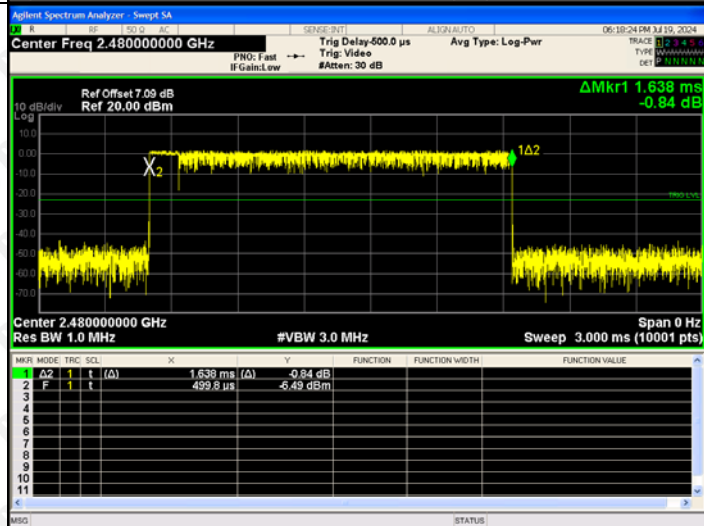 Agilent Spectrum Analyzer - Swept SA
R RF 50 Ω AC SENSE:INT ALIGN AUTO 06:18:24 PM Jul 19, 2024
Center Freq 2.480000000 GHz
PNO: Fast
IFGain:Low
Trig Delay-500.0 µs
Trig: Video
#Atten: 30 dB
Avg Type: Log-Pwr
TRACE 1 2 3 4 5 6
TYPE
DET P N N N N N
ΔMkr1 1.638 ms
-0.84 dB
Ref Offset 7.09 dB
Ref 20.00 dBm
10 dB/div
Log
10.0
0.00
-10.0
-20.0
-30.0
-40.0
-50.0
-60.0
-70.0
X2
1Δ2
TRIG LVL
Center 2.480000000 GHz Span 0 Hz
Res BW 1.0 MHz #VBW 3.0 MHz Sweep 3.000 ms (10001 pts)
MKR MODE TRC SCL X Y FUNCTION FUNCTION WIDTH FUNCTION VALUE
1 Δ2 1 t (Δ) 1.638 ms (Δ) -0.84 dB
2 F 1 t 499.8 µs -6.49 dBm
3
4
5
6
7
8
9
10
11
MSG STATUS